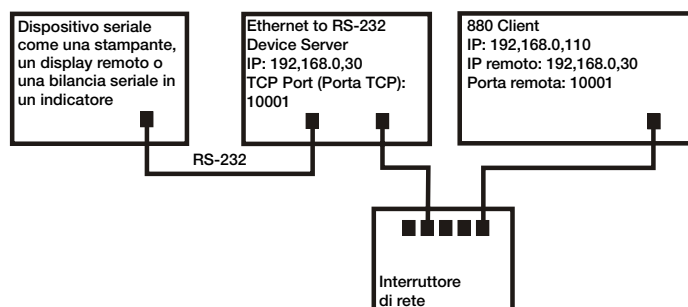 Dispositivo seriale
come una stampante,
un display remoto o
una bilancia seriale in
un indicatore
Ethernet to RS-232
Device Server
IP: 192,168.0,30
TCP Port (Porta TCP):
10001
880 Client
IP: 192,168.0,110
IP remoto: 192,168.0,30
Porta remota: 10001
RS-232
Interruttore
di rete